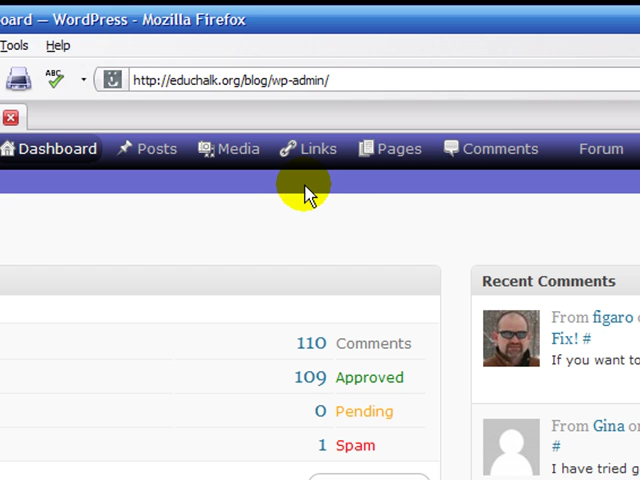 oard — WordPress - Mozilla Firefox
Tools Help
ABC
http://educhalk.org/blog/wp-admin/
Dashboard Posts Media Links Pages Comments Forum
Recent Comments
110 Comments
109 Approved
0 Pending
1 Spam
From figaro
Fix! #
If you want to
From Gina on
#
I have tried g